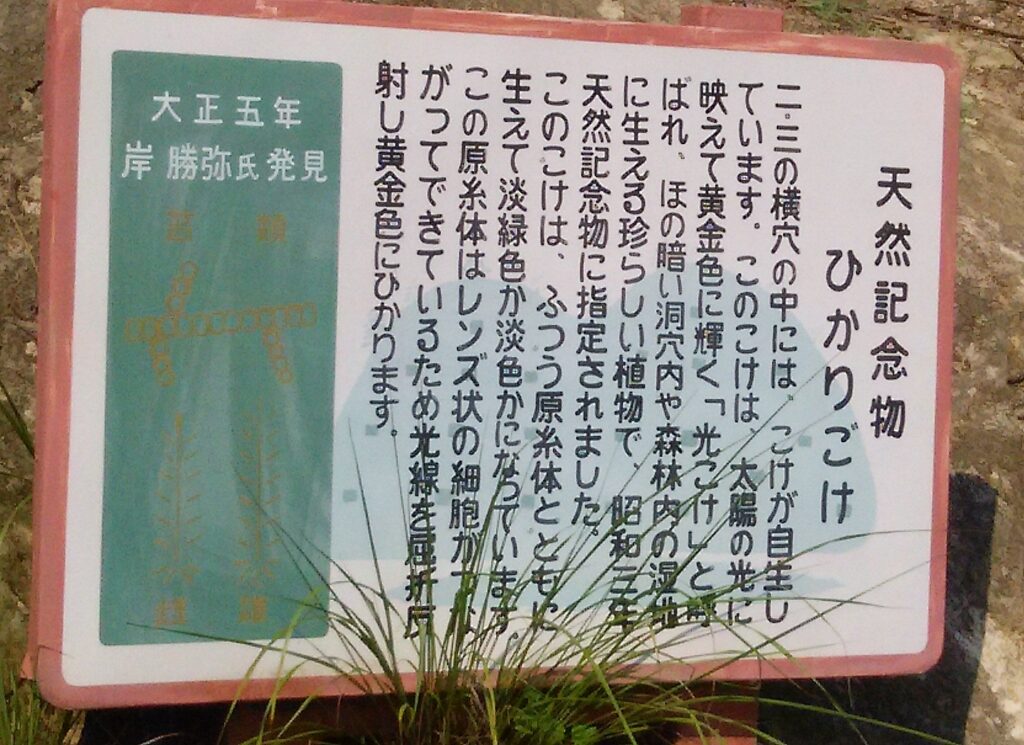 天然記念物
ひかりごけ
二・三の横穴の中には、こけが自生し
ています。このこけは、太陽の光に
映えて黄金色に輝く「光ごけ」と呼
ばれ、ほの暗い洞穴内や森林内の湿地
に生える珍らしい植物で、昭和三年
天然記念物に指定されました。
このこけは、ふつう原糸体とともに
生えて淡緑色か淡色かになっています。
この原糸体はレンズ状の細胞がつな
がってできているため光線を屈折反
射し黄金色にひかります。
大正五年
岸勝弥氏発見
雌 雄